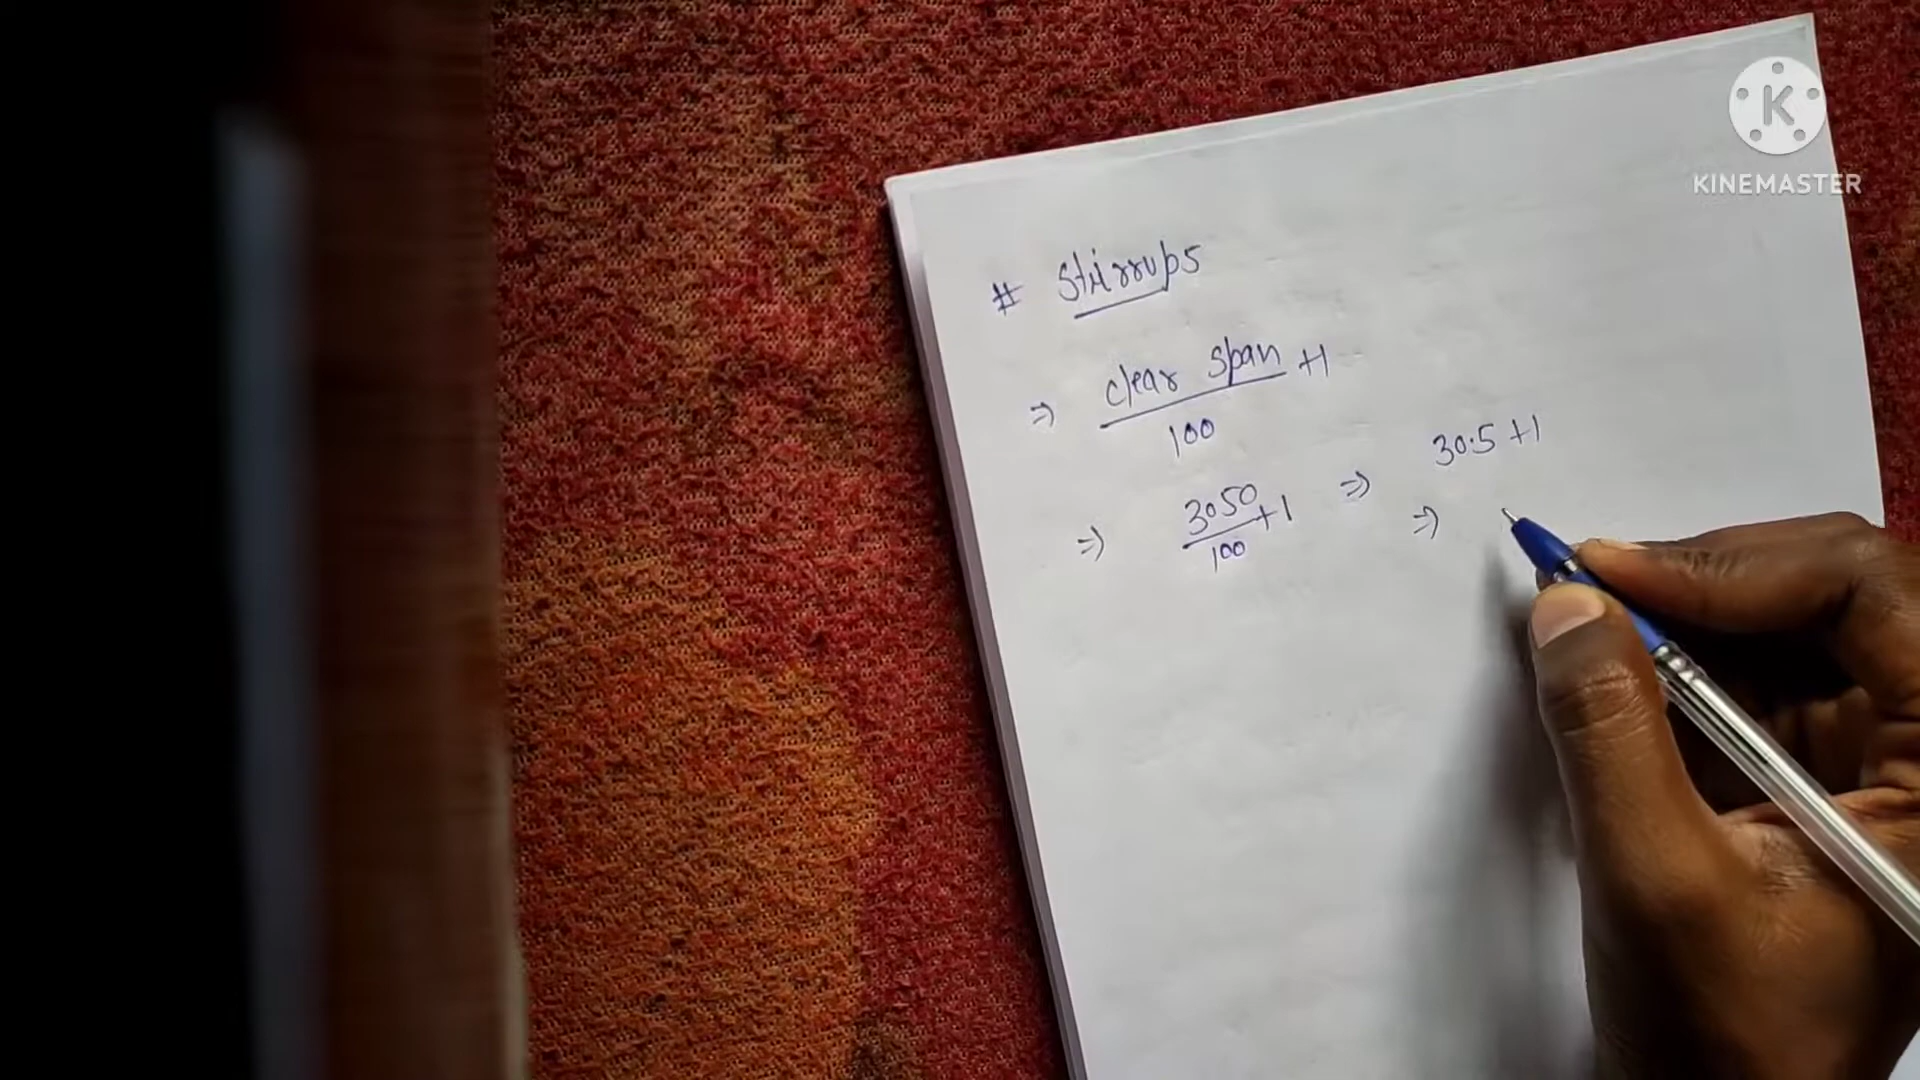 # Stirrups
⇒ clear span / 100 +1
⇒ 3050 / 100 +1 ⇒ 30.5 +1
⇒
K
KINEMASTER